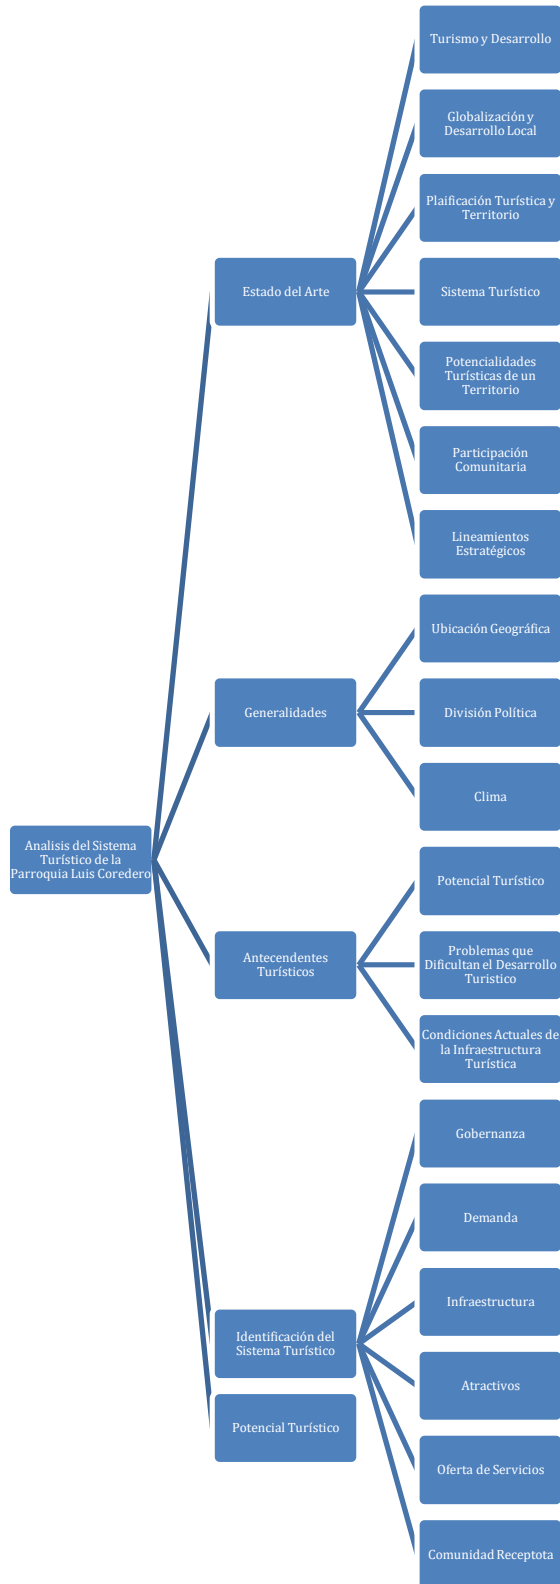 Analisis del Sistema
Turístico de la
Parroquia Luis Coredero
Estado del Arte
Turismo y Desarrollo
Globalización y
Desarrollo Local
Plaificación Turística y
Territorio
Sistema Turístico
Potencialidades
Turísticas de un
Territorio
Participación
Comunitaria
Lineamientos
Estratégicos
Generalidades
Ubicación Geográfica
División Política
Clima
Antecendentes
Turísticos
Potencial Turístico
Problemas que
Dificultan el Desarrollo
Turistico
Condiciones Actuales de
la Infraestructura
Turística
Identificación del
Sistema Turístico
Gobernanza
Demanda
Infraestructura
Atractivos
Oferta de Servicios
Comunidad Receptota
Potencial Turístico